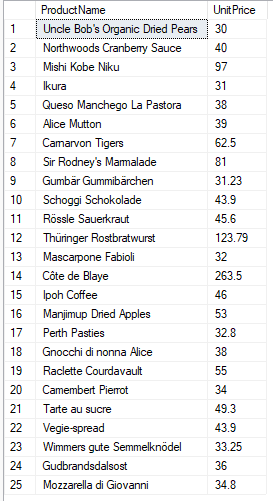 ProductName UnitPrice
1 Uncle Bob's Organic Dried Pears 30
2 Northwoods Cranberry Sauce 40
3 Mishi Kobe Niku 97
4 Ikura 31
5 Queso Manchego La Pastora 38
6 Alice Mutton 39
7 Carnarvon Tigers 62.5
8 Sir Rodney's Marmalade 81
9 Gumbär Gummibärchen 31.23
10 Schoggi Schokolade 43.9
11 Rössle Sauerkraut 45.6
12 Thüringer Rostbratwurst 123.79
13 Mascarpone Fabioli 32
14 Côte de Blaye 263.5
15 Ipoh Coffee 46
16 Manjimup Dried Apples 53
17 Perth Pasties 32.8
18 Gnocchi di nonna Alice 38
19 Raclette Courdavault 55
20 Camembert Pierrot 34
21 Tarte au sucre 49.3
22 Vegie-spread 43.9
23 Wimmers gute Semmelknödel 33.25
24 Gudbrandsdalsost 36
25 Mozzarella di Giovanni 34.8